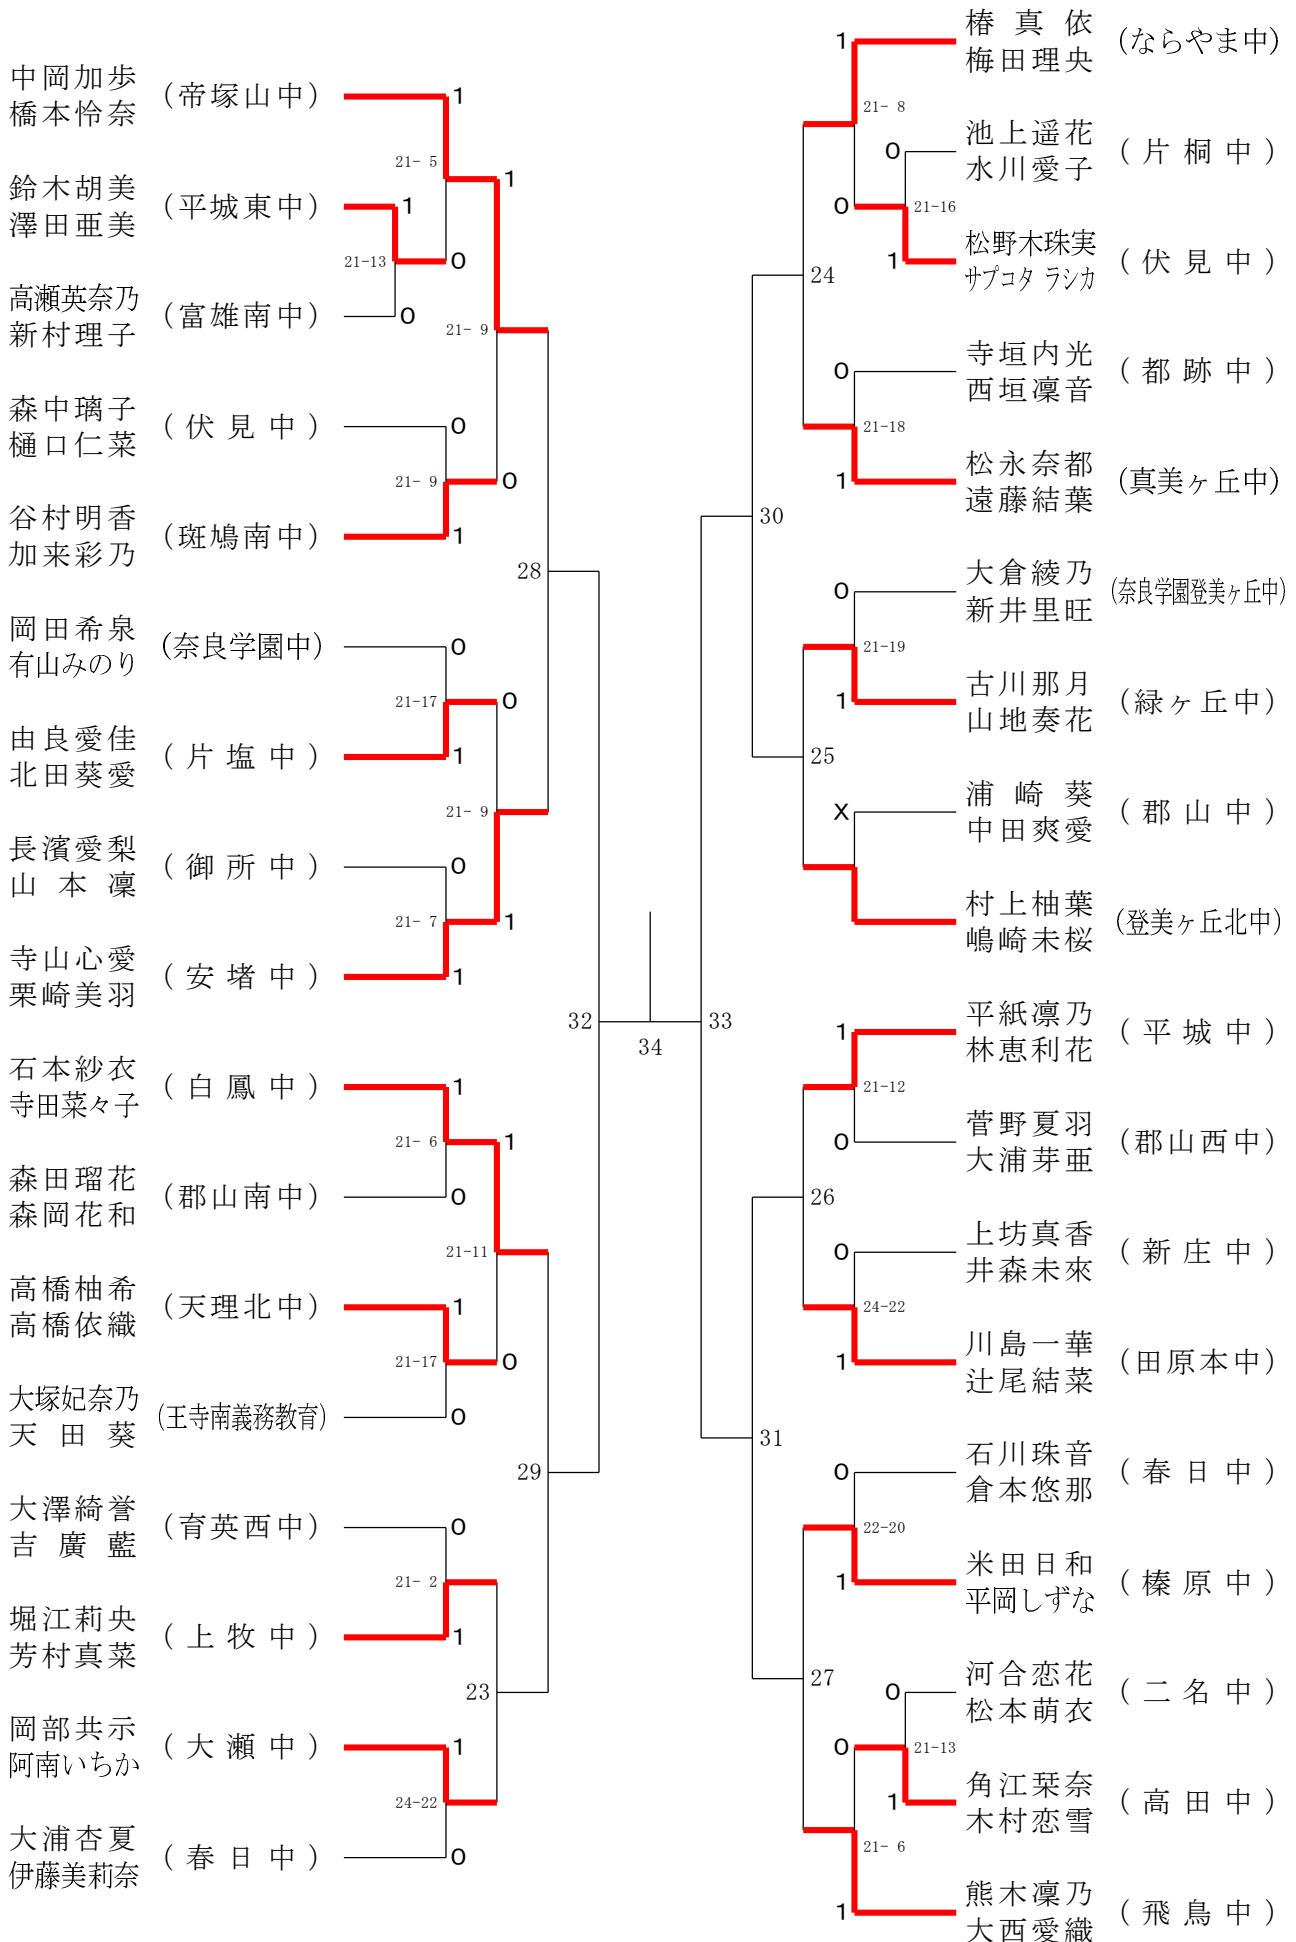 中岡加歩
橋本怜奈
(帝塚山中)
1
21- 5
1
鈴木胡美
澤田亜美
(平城東中)
1
21-13
0
高瀬英奈乃
新村理子
(富雄南中)
0
21- 9
森中璃子
樋口仁菜
(伏見中)
0
21- 9
0
谷村明香
加来彩乃
(斑鳩南中)
1
28
岡田希泉
有山みのり
(奈良学園中)
0
21-17
0
由良愛佳
北田葵愛
(片塩中)
1
21- 9
長濱愛梨
山本凜
(御所中)
0
21- 7
1
寺山心愛
栗崎美羽
(安堵中)
1
32
石本紗衣
寺田菜々子
(白鳳中)
1
21- 6
1
森田瑠花
森岡花和
(郡山南中)
0
21-11
高橋柚希
高橋依織
(天理北中)
1
21-17
0
大塚妃奈乃
天田葵
(王寺南義務教育)
0
29
大澤綺誉
吉廣藍
(育英西中)
0
21- 2
堀江莉央
芳村真菜
(上牧中)
1
23
岡部共示
阿南いちか
(大瀬中)
1
24-22
大浦杏夏
伊藤美莉奈
(春日中)
0
34
1
椿真依
梅田理央
(ならやま中)
21- 8
0
池上遥花
水川愛子
(片桐中)
0
21-16
1
松野木珠実
サプコタ ラシカ
(伏見中)
24
0
寺垣内光
西垣凜音
(都跡中)
21-18
1
松永奈都
遠藤結葉
(真美ヶ丘中)
30
0
大倉綾乃
新井里旺
(奈良学園登美ヶ丘中)
21-19
1
古川那月
山地奏花
(緑ヶ丘中)
25
X
浦崎葵
中田爽愛
(郡山中)
村上柚葉
嶋崎未桜
(登美ヶ丘北中)
33
1
平紙凛乃
林恵利花
(平城中)
21-12
0
菅野夏羽
大浦芽亜
(郡山西中)
26
0
上坊真香
井森未來
(新庄中)
24-22
1
川島一華
辻尾結菜
(田原本中)
31
0
石川珠音
倉本悠那
(春日中)
22-20
1
米田日和
平岡しずな
(榛原中)
27
0
河合恋花
松本萌衣
(二名中)
0
21-13
1
角江栞奈
木村恋雪
(高田中)
21- 6
1
熊木凜乃
大西愛織
(飛鳥中)